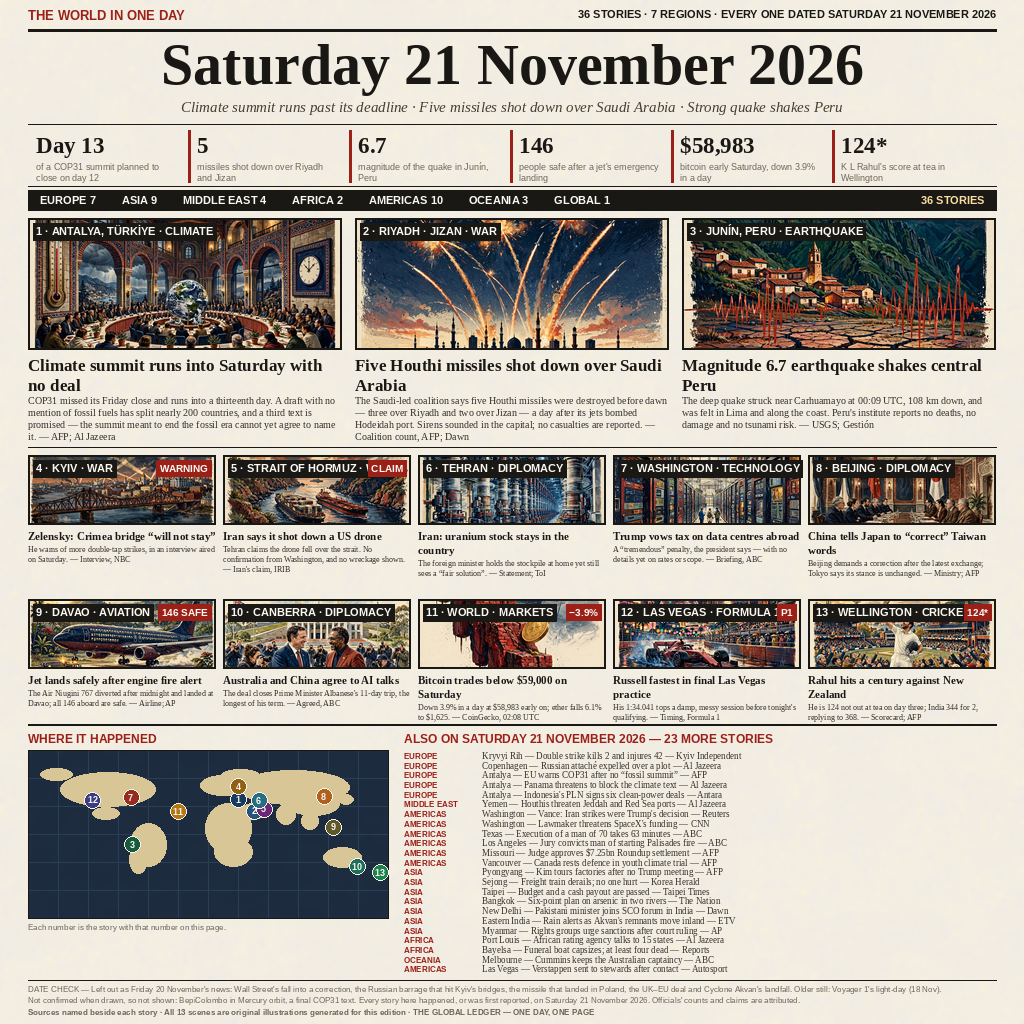 THE WORLD IN ONE DAY
36 STORIES · 7 REGIONS · EVERY ONE DATED SATURDAY 21 NOVEMBER 2026
Saturday 21 November 2026
Climate summit runs past its deadline · Five missiles shot down over Saudi Arabia · Strong quake shakes Peru
Day 13
of a COP31 summit planned to
close on day 12
5
missiles shot down over Riyadh
and Jizan
6.7
magnitude of the quake in Junín,
Peru
146
people safe after a jet's emergency
landing
$58,983
bitcoin early Saturday, down 3.9%
in a day
124*
K L Rahul's score at tea in
Wellington
EUROPE 7 ASIA 9 MIDDLE EAST 4 AFRICA 2 AMERICAS 10 OCEANIA 3 GLOBAL 1 36 STORIES
1 · ANTALYA, TÜRKİYE · CLIMATE
Climate summit runs into Saturday with
no deal
COP31 missed its Friday close and runs into a thirteenth day. A draft with no
mention of fossil fuels has split nearly 200 countries, and a third text is
promised — the summit meant to end the fossil era cannot yet agree to name
it. — AFP; Al Jazeera
2 · RIYADH · JIZAN · WAR
Five Houthi missiles shot down over Saudi
Arabia
The Saudi-led coalition says five Houthi missiles were destroyed before dawn
— three over Riyadh and two over Jizan — a day after its jets bombed
Hodeidah port. Sirens sounded in the capital; no casualties are reported. —
Coalition count, AFP; Dawn
3 · JUNÍN, PERU · EARTHQUAKE
Magnitude 6.7 earthquake shakes central
Peru
The deep quake struck near Carhuamayo at 00:09 UTC, 108 km down, and
was felt in Lima and along the coast. Peru's institute reports no deaths, no
damage and no tsunami risk. — USGS; Gestión
4 · KYIV · WAR
WARNING
Zelensky: Crimea bridge “will not stay”
He warns of more double-tap strikes, in an interview aired
on Saturday. — Interview, NBC
5 · STRAIT OF HORMUZ ·
CLAIM
Iran says it shot down a US drone
Tehran claims the drone fell over the strait. No
confirmation from Washington, and no wreckage shown.
— Iran's claim, IRIB
6 · TEHRAN · DIPLOMACY
Iran: uranium stock stays in the
country
The foreign minister holds the stockpile at home yet still
sees a “fair solution”. — Statement; ToI
7 · WASHINGTON · TECHNOLOGY
Trump vows tax on data centres abroad
A “tremendous” penalty, the president says — with no
details yet on rates or scope. — Briefing, ABC
8 · BEIJING · DIPLOMACY
China tells Japan to “correct” Taiwan
words
Beijing demands a correction after the latest exchange;
Tokyo says its stance is unchanged. — Ministry; AFP
9 · DAVAO · AVIATION
146 SAFE
Jet lands safely after engine fire alert
The Air Niugini 767 diverted after midnight and landed at
Davao; all 146 aboard are safe. — Airline; AP
10 · CANBERRA · DIPLOMACY
Australia and China agree to AI talks
The deal closes Prime Minister Albanese's 11-day trip, the
longest of his term. — Agreed, ABC
11 · WORLD · MARKETS
−3.9%
Bitcoin trades below $59,000 on
Saturday
Down 3.9% in a day at $58,983 early on; ether falls 6.1%
to $1,625. — CoinGecko, 02:08 UTC
12 · LAS VEGAS · FORMULA 1
P1
Russell fastest in final Las Vegas
practice
His 1:34.041 tops a damp, messy session before tonight's
qualifying. — Timing, Formula 1
13 · WELLINGTON · CRICKE
124*
Rahul hits a century against New
Zealand
He is 124 not out at tea on day three; India 344 for 2,
replying to 368. — Scorecard; AFP
WHERE IT HAPPENED
12 7 11 4 1 2 6 8 9 3 10 13
Each number is the story with that number on this page.
ALSO ON SATURDAY 21 NOVEMBER 2026 — 23 MORE STORIES
EUROPE Kryvyi Rih — Double strike kills 2 and injures 42 — Kyiv Independent
EUROPE Copenhagen — Russian attaché expelled over a plot — Al Jazeera
EUROPE Antalya — EU warns COP31 after no “fossil summit” — AFP
EUROPE Antalya — Panama threatens to block the climate text — Al Jazeera
EUROPE Antalya — Indonesia's PLN signs six clean-power deals — Antara
MIDDLE EAST Yemen — Houthis threaten Jeddah and Red Sea ports — Al Jazeera
AMERICAS Washington — Vance: Iran strikes were Trump's decision — Reuters
AMERICAS Washington — Lawmaker threatens SpaceX's funding — CNN
AMERICAS Texas — Execution of a man of 70 takes 63 minutes — ABC
AMERICAS Los Angeles — Jury convicts man of starting Palisades fire — ABC
AMERICAS Missouri — Judge approves $7.25bn Roundup settlement — AFP
AMERICAS Vancouver — Canada rests defence in youth climate trial — AFP
ASIA Pyongyang — Kim tours factories after no Trump meeting — AFP
ASIA Sejong — Freight train derails; no one hurt — Korea Herald
ASIA Taipei — Budget and a cash payout are passed — Taipei Times
ASIA Bangkok — Six-point plan on arsenic in two rivers — The Nation
ASIA New Delhi — Pakistani minister joins SCO forum in India — Dawn
ASIA Eastern India — Rain alerts as Akvan's remnants move inland — ETV
ASIA Myanmar — Rights groups urge sanctions after court ruling — AP
AFRICA Port Louis — African rating agency talks to 15 states — Al Jazeera
AFRICA Bayelsa — Funeral boat capsizes; at least four dead — Reports
OCEANIA Melbourne — Cummins keeps the Australian captaincy — ABC
AMERICAS Las Vegas — Verstappen sent to stewards after contact — Autosport
DATE CHECK — Left out as Friday 20 November's news: Wall Street's fall into a correction, the Russian barrage that hit Kyiv's bridges, the missile that landed in Poland, the UK–EU deal and Cyclone Akvan's landfall. Older still: Voyager 1's light-day (18 Nov).
Not confirmed when drawn, so not shown: BepiColombo in Mercury orbit, a final COP31 text. Every story here happened, or was first reported, on Saturday 21 November 2026. Officials' counts and claims are attributed.
Sources named beside each story · All 13 scenes are original illustrations generated for this edition · THE GLOBAL LEDGER — ONE DAY, ONE PAGE